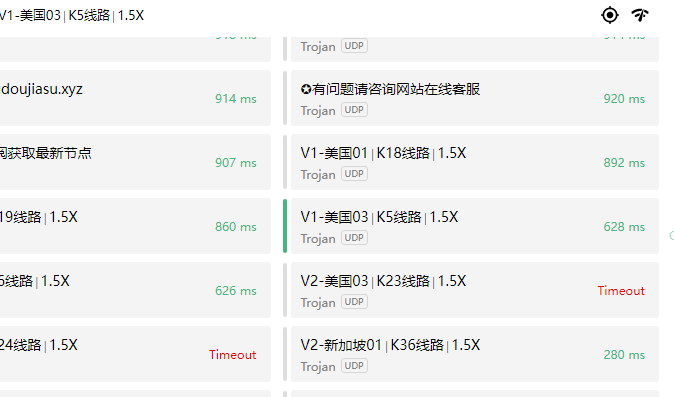 V1-美国03 | K5线路 | 1.5X
Trojan UDP
doujiasu.xyz
914 ms
✪有问题请咨询网站在线客服
Trojan UDP
920 ms
获取最新节点
907 ms
V1-美国01 | K18线路 | 1.5X
Trojan UDP
892 ms
19线路 | 1.5X
860 ms
V1-美国03 | K5线路 | 1.5X
Trojan UDP
628 ms
6线路 | 1.5X
626 ms
V2-美国03 | K23线路 | 1.5X
Trojan UDP
Timeout
24线路 | 1.5X
Timeout
V2-新加坡01 | K36线路 | 1.5X
Trojan UDP
280 ms